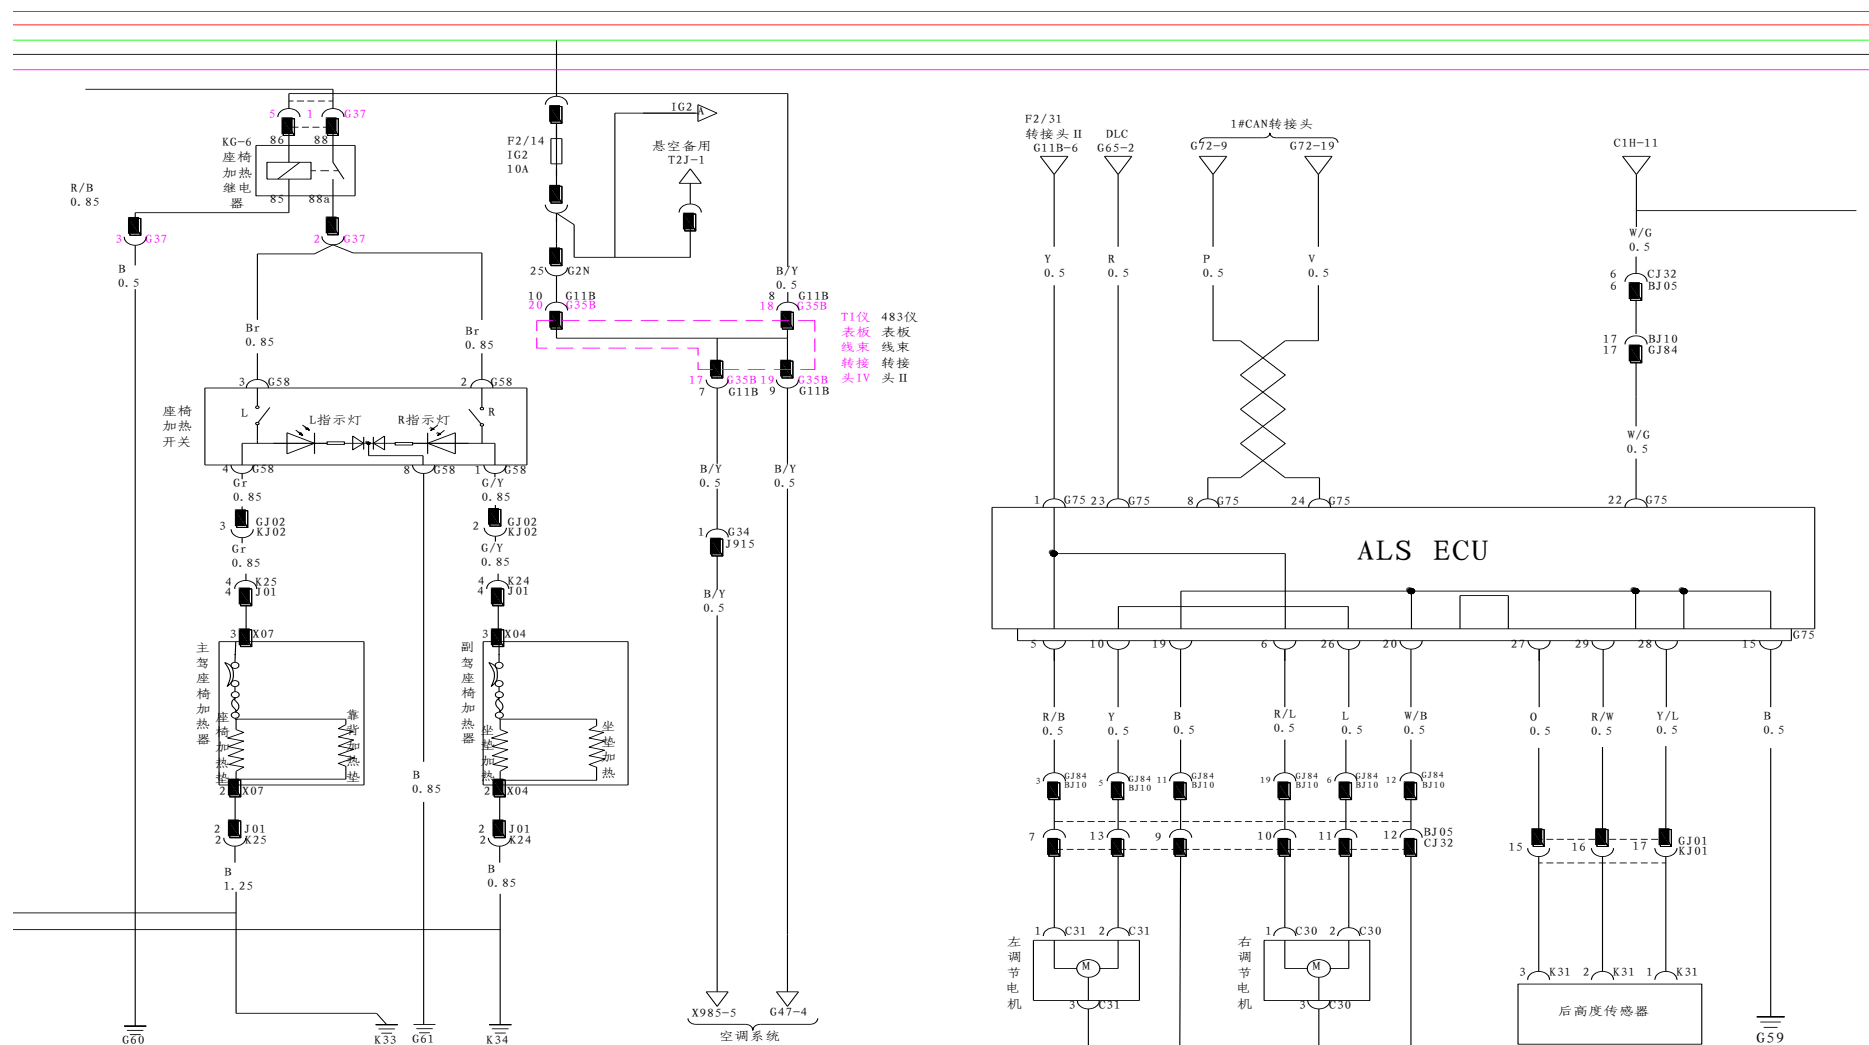 5 1 G37
86 88
KG-6
座椅
加热
继电
器
85 88a
R/B
0.85
3 G37
2 G37
B
0.5
Br
0.85
Br
0.85
3 G58
2 G58
座椅
加热
开关
L
L指示灯
R指示灯
R
4 G58
8 G58
1 G58
Gr
0.85
G/Y
0.85
3 GJ02
KJ02
2 GJ02
KJ02
Gr
0.85
G/Y
0.85
4 K25
4 J01
4 K24
4 J01
3 X07
3 X04
主驾座椅加热器
座椅加热垫
靠背加热垫
副驾座椅加热器
坐垫加热
坐垫加热
2 X07
2 X04
B
0.85
2 J01
2 K25
2 J01
2 K24
B
1.25
B
0.85
G60
K33
G61
K34
F2/14
IG2
10A
IG2 A
悬空备用
T2J-1
25 G2N
10 G11B
20 G35B
B/Y
0.5
8 G11B
18 G35B
T1仪
表板
线束
转接
头IV
483仪
表板
线束
转接
头II
17 G35B
7 G11B
19 G35B
9 G11B
B/Y
0.5
B/Y
0.5
1 G34
J915
B/Y
0.5
X985-5
G47-4
空调系统
F2/31
转接头II
G11B-6
DLC
G65-2
1#CAN转接头
G72-9
G72-19
C1H-11
Y
0.5
R
0.5
P
0.5
V
0.5
W/G
0.5
6 CJ32
6 BJ05
17 BJ10
17 GJ84
W/G
0.5
1 G75
23 G75
8 G75
24 G75
22 G75
ALS ECU
5 10 19 6 26 20 27 29 28 15 G75
R/B
0.5
Y
0.5
B
0.5
R/L
0.5
L
0.5
W/B
0.5
O
0.5
R/W
0.5
Y/L
0.5
B
0.5
3 GJ84
BJ10
5 GJ84
BJ10
11 GJ84
BJ10
19 GJ84
BJ10
6 GJ84
BJ10
12 GJ84
BJ10
7 13 9 10 11 12 BJ05
CJ32
15 16 17 GJ01
KJ01
1 C31
2 C31
左调节电机
M
3 C31
1 C30
2 C30
右调节电机
M
3 C30
3 K31
2 K31
1 K31
后高度传感器
G59